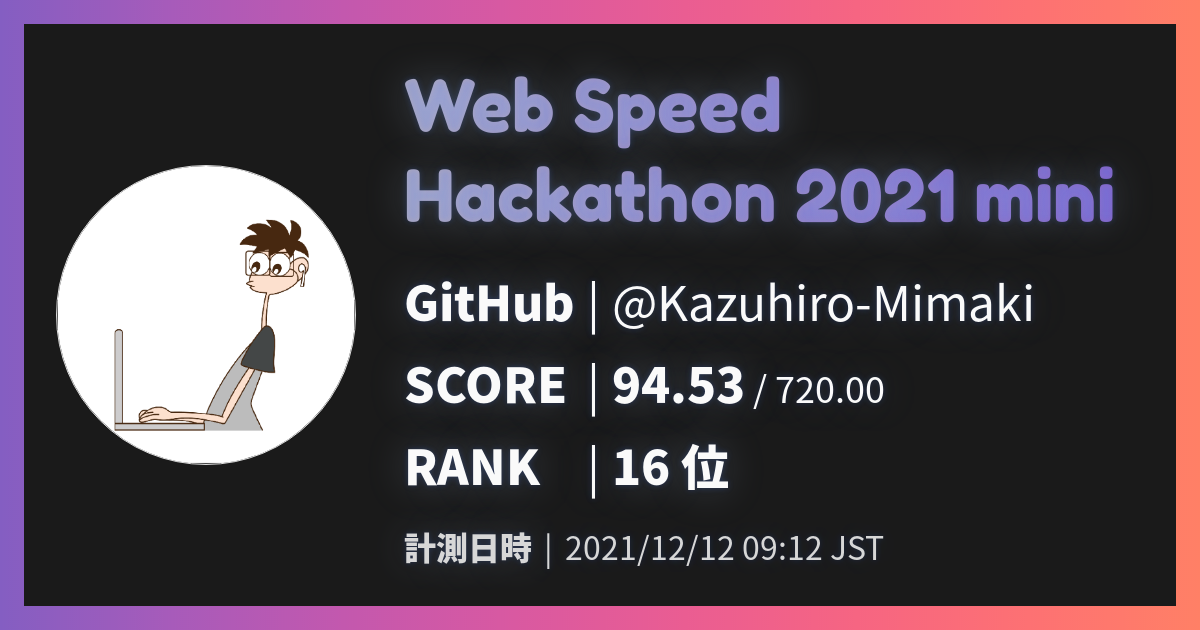 Web Speed
Hackathon 2021 mini
GitHub | @Kazuhiro-Mimaki
SCORE | 94.53 / 720.00
RANK | 16 位
計測日時 | 2021/12/12 09:12 JST